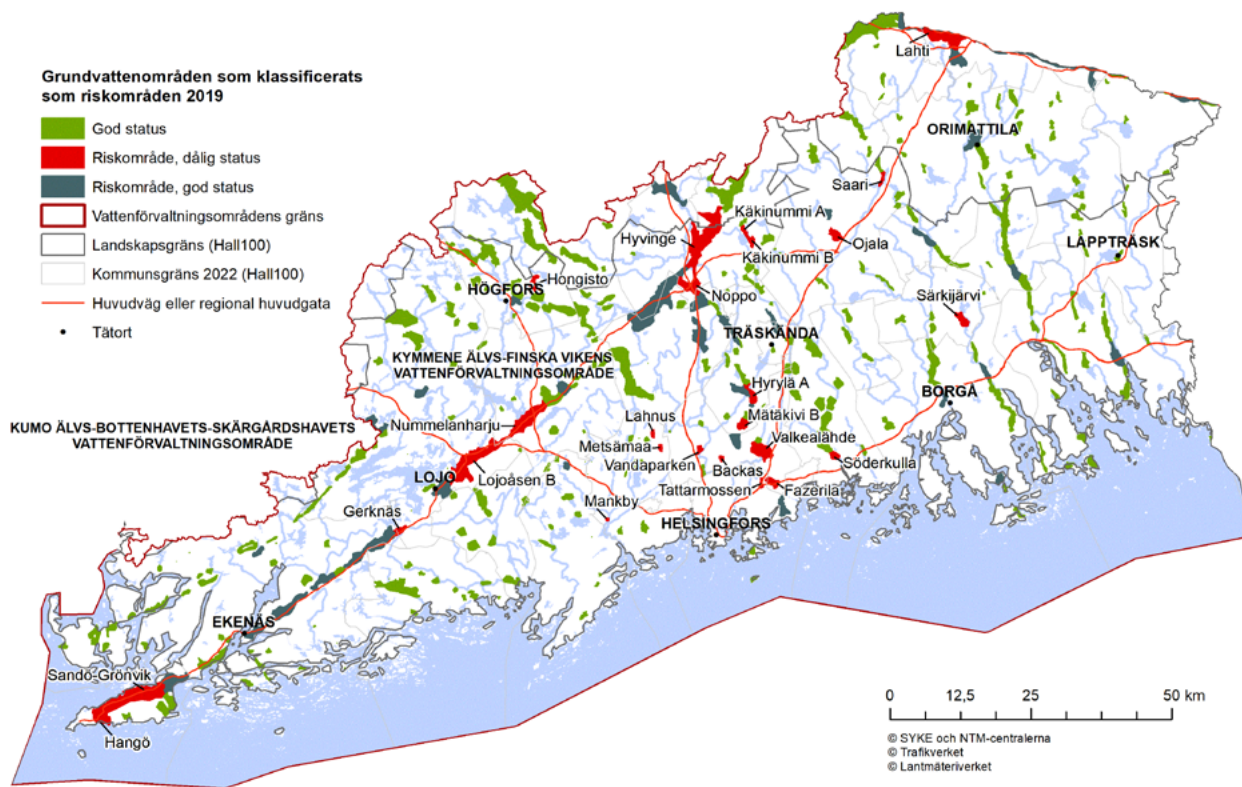 Grundvattenområden som klassificerats
som riskområden 2019
God status
Riskområde, dålig status
Riskområde, god status
Vattenförvaltningsområdens gräns
Landskapsgräns (Hall100)
Kommunsgräns 2022 (Hall100)
Huvudväg eller regional huvudgata
Tätort
Lahti
ORIMATTILA
Saari
Käkinummi A
Hyvinge
Käkinummi B
Ojala
LAPPTRÄSK
Hongisto
HÖGFORS
Noppo
Särkijärvi
TRÄSKÄNDA
KYMMENE ÄLVS-FINSKA VIKENS
VATTENFÖRVALTNINGSOMRÅDE
Hyrylä A
BORGÅ
KUMO ÄLVS-BOTTENHAVETS-SKÄRGÅRDSHAVETS
VATTENFÖRVALTNINGSOMRÅDE
Nummelanharju
Lahnus
Mätäkivi B
Metsämaa
Valkealähde
Vandaparken
Backas
Söderkulla
LOJO
Lojoåsen B
Tattarmossen
Fazerila
Mankby
Gerknäs
HELSINGFORS
EKENÄS
Sandö-Grönvik
Hangö
0 12,5 25 50 km
© SYKE och NTM-centralerna
© Trafikverket
© Lantmäteriverket